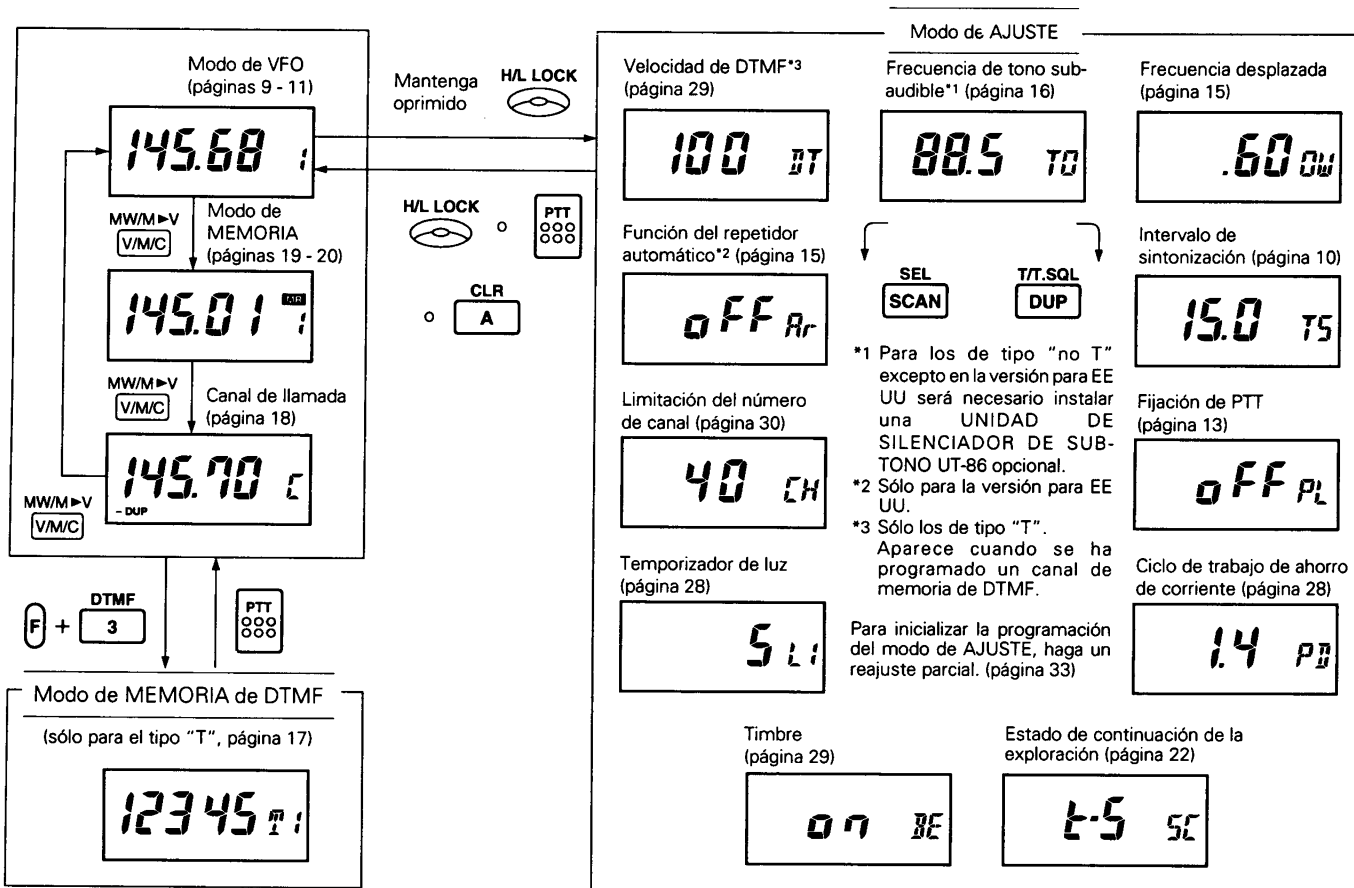 Modo de VFO
(páginas 9 - 11)
145.68 1
MW/M►V
V/M/C
Modo de
MEMORIA
(páginas 19 - 20)
145.01 MR 1
MW/M►V
V/M/C
Canal de llamada
(página 18)
145.70 C
– DUP
MW/M►V
V/M/C
Mantenga
oprimido
H/L LOCK
H/L LOCK
o
PTT
o
CLR
A
F + DTMF
3
PTT
Modo de MEMORIA de DTMF
(sólo para el tipo "T", página 17)
12345 T1
Modo de AJUSTE
Velocidad de DTMF*3
(página 29)
100 DT
Función del repetidor
automático*2 (página 15)
oFF Ar
Limitación del número
de canal (página 30)
40 CH
Temporizador de luz
(página 28)
5 LI
Frecuencia de tono sub-
audible*1 (página 16)
88.5 TO
SEL
SCAN
T/T.SQL
DUP
*1 Para los de tipo "no T"
excepto en la versión para EE
UU será necesario instalar
una UNIDAD DE
SILENCIADOR DE SUB-
TONO UT-86 opcional.
*2 Sólo para la versión para EE
UU.
*3 Sólo los de tipo "T".
Aparece cuando se ha
programado un canal de
memoria de DTMF.
Para inicializar la programación
del modo de AJUSTE, haga un
reajuste parcial. (página 33)
Frecuencia desplazada
(página 15)
.60 OW
Intervalo de
sintonización (página 10)
15.0 TS
Fijación de PTT
(página 13)
oFF PL
Ciclo de trabajo de ahorro
de corriente (página 28)
1.4 PD
Timbre
(página 29)
on BE
Estado de continuación de la
exploración (página 22)
t-5 SC